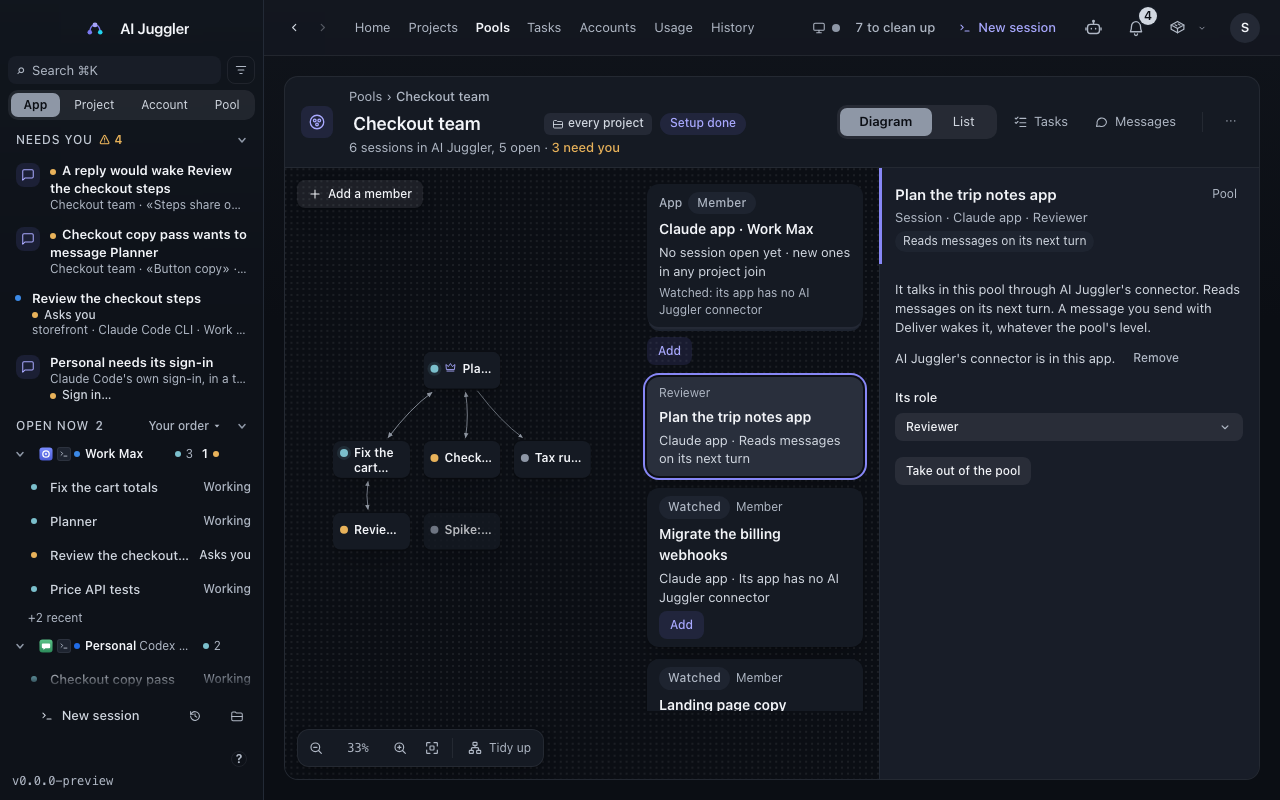 AI Juggler
Search ⌘K
App
Project
Account
Pool
NEEDS YOU
4
A reply would wake Review
the checkout steps
Checkout team · «Steps share o...
Checkout copy pass wants to
message Planner
Checkout team · «Button copy» ·...
Review the checkout steps
Asks you
storefront · Claude Code CLI · Work ...
Personal needs its sign-in
Claude Code's own sign-in, in a t...
Sign in...
OPEN NOW 2
Your order
Work Max
3
1
Fix the cart totals
Working
Planner
Working
Review the checkout...
Asks you
Price API tests
Working
+2 recent
Personal Codex ...
2
Checkout copy pass
Working
New session
?
v0.0.0-preview
Home
Projects
Pools
Tasks
Accounts
Usage
History
7 to clean up
New session
4
S
Pools › Checkout team
Checkout team
every project
Setup done
6 sessions in AI Juggler, 5 open · 3 need you
Diagram
List
Tasks
Messages
Add a member
Pla...
Fix the
cart...
Check...
Tax ru...
Revie...
Spike:...
33%
Tidy up
App
Member
Claude app · Work Max
No session open yet · new ones
in any project join
Watched: its app has no AI
Juggler connector
Add
Reviewer
Plan the trip notes app
Claude app · Reads messages
on its next turn
Watched
Member
Migrate the billing
webhooks
Claude app · Its app has no AI
Juggler connector
Add
Watched
Member
Landing page copy
Plan the trip notes app
Pool
Session · Claude app · Reviewer
Reads messages on its next turn
It talks in this pool through AI Juggler's connector. Reads
messages on its next turn. A message you send with
Deliver wakes it, whatever the pool's level.
AI Juggler's connector is in this app.
Remove
Its role
Reviewer
Take out of the pool